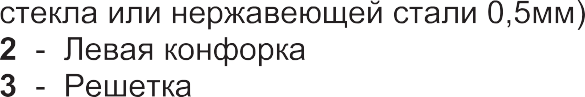 стекла или нержавеющей стали 0,5мм)
2 - Левая конфорка
3 - Решетка